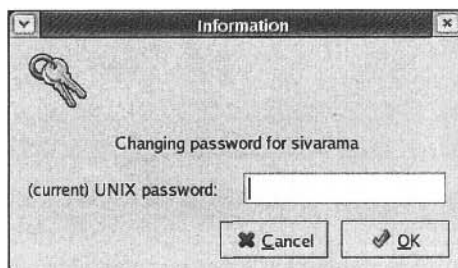 Information
Changing password for sivarama
(current) UNIX password:
Cancel
OK